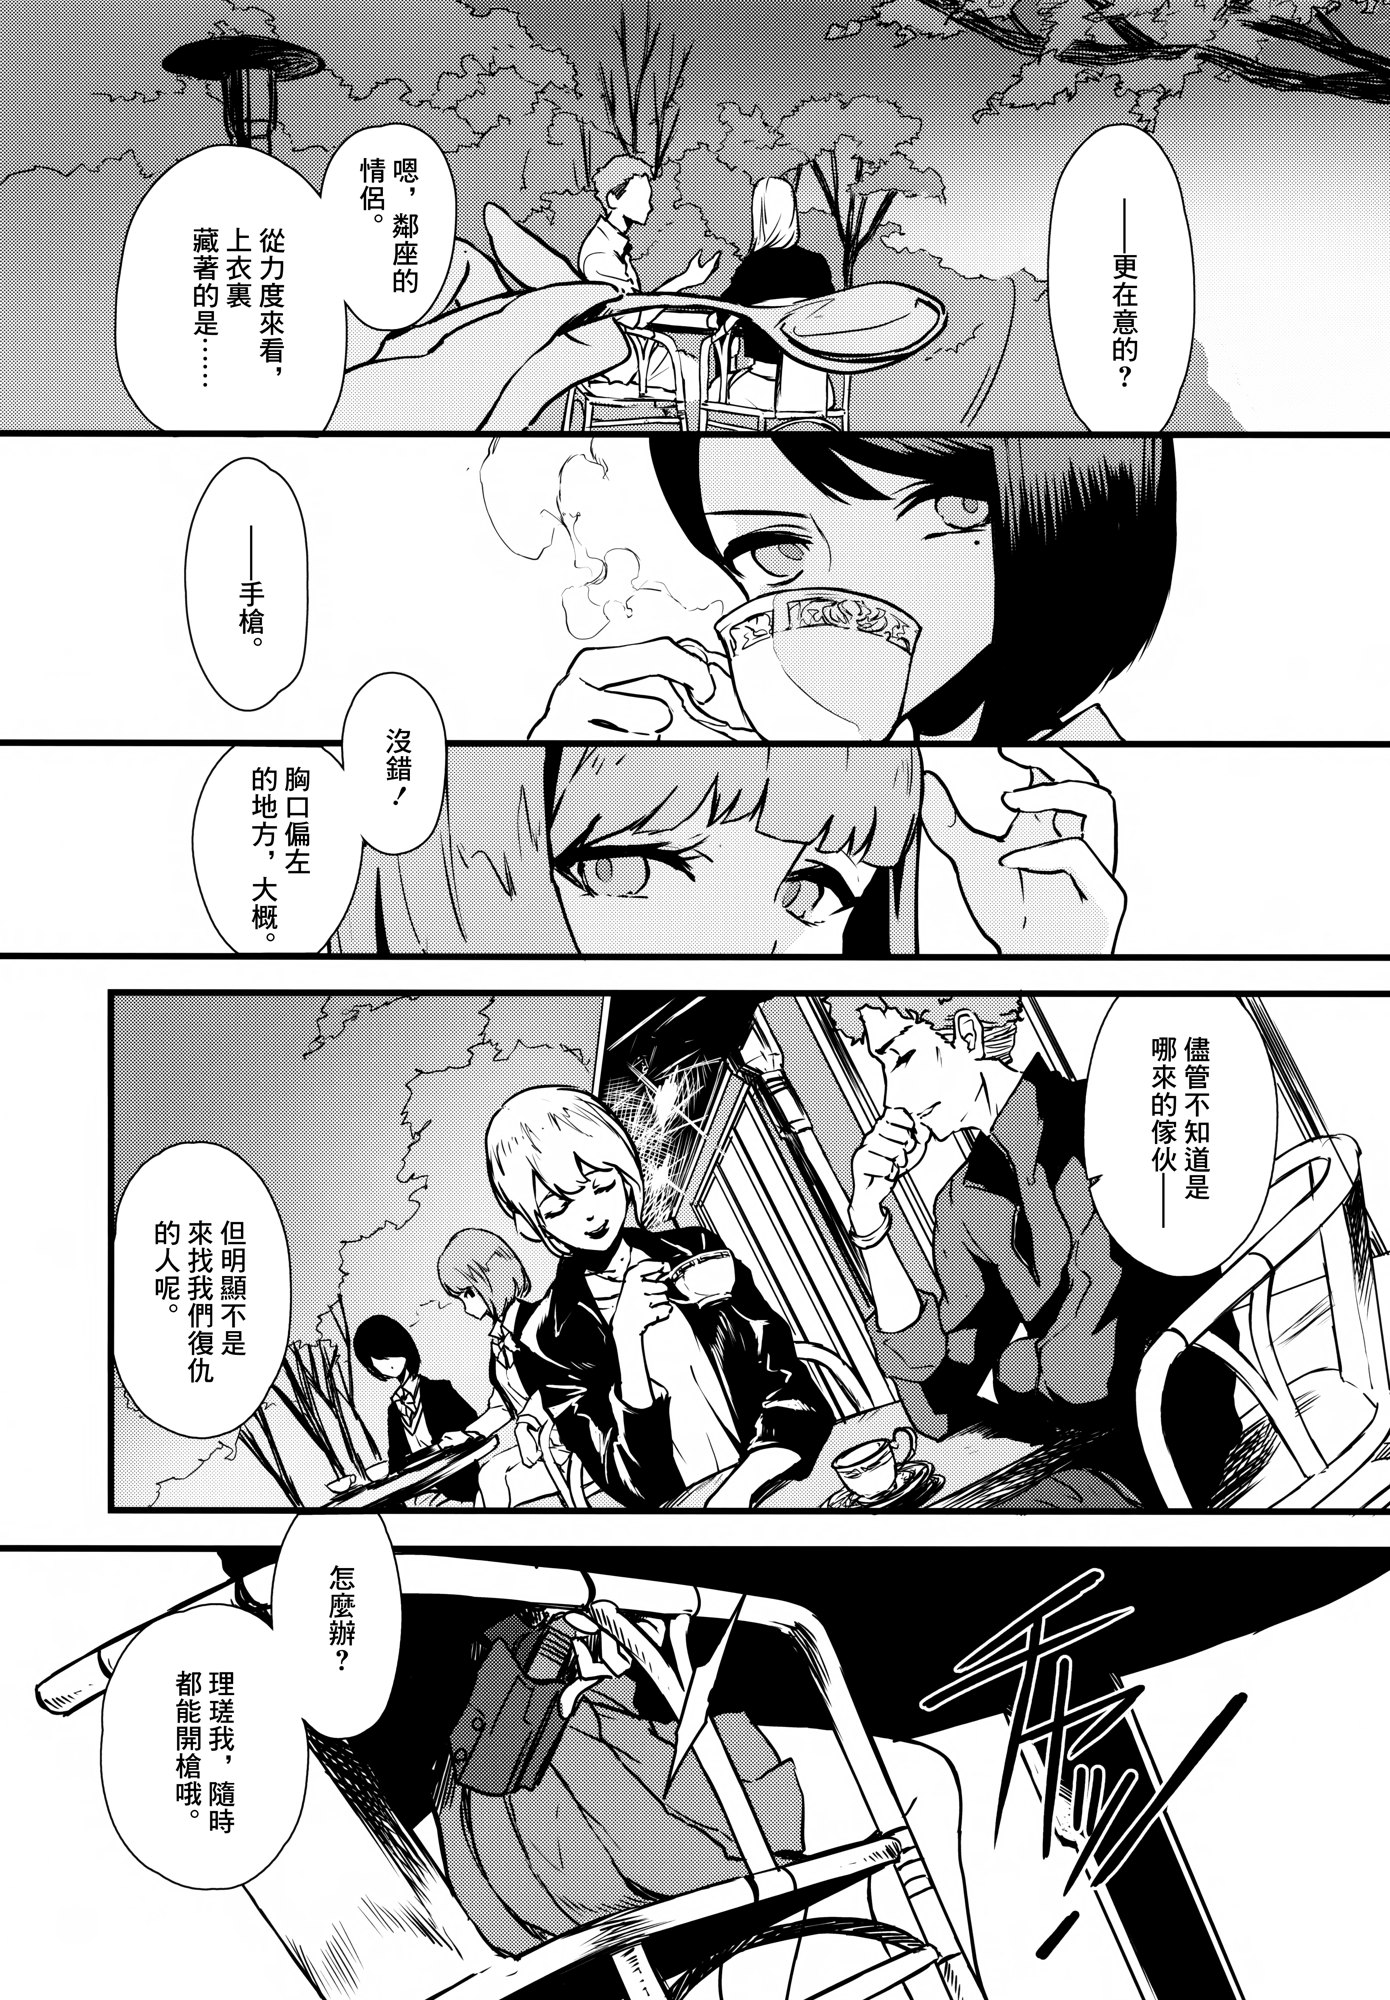 ——更在意的？
嗯，鄰座的
情侶。
從力度來看，
上衣裏
藏著的是……
——手槍。
沒錯！
胸口偏左
的地方，大概。
儘管不知道是
哪來的傢伙——
但明顯不是
來找我們復仇
的人呢。
チャキッ
怎麼辦？
理瑳我，隨時
都能開槍哦。